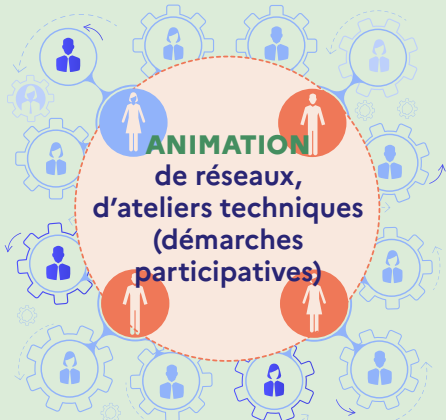 ANIMATION
de réseaux,
d'ateliers techniques
(démarches
participatives)